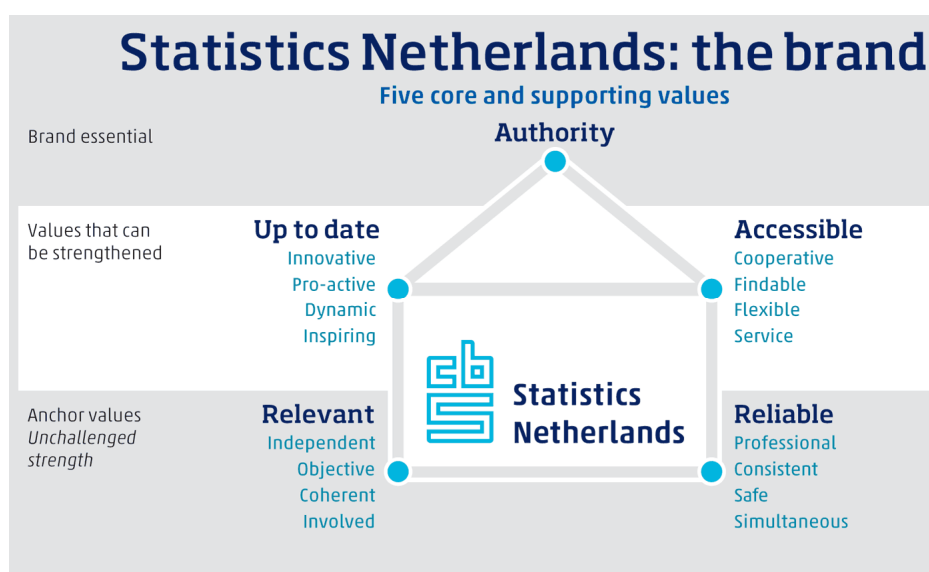 Statistics Netherlands: the brand
Five core and supporting values
Brand essential
Authority
Values that can
be strengthened
Up to date
Innovative
Pro-active
Dynamic
Inspiring
Accessible
Cooperative
Findable
Flexible
Service
cbs
Statistics
Netherlands
Anchor values
Unchallenged
strength
Relevant
Independent
Objective
Coherent
Involved
Reliable
Professional
Consistent
Safe
Simultaneous